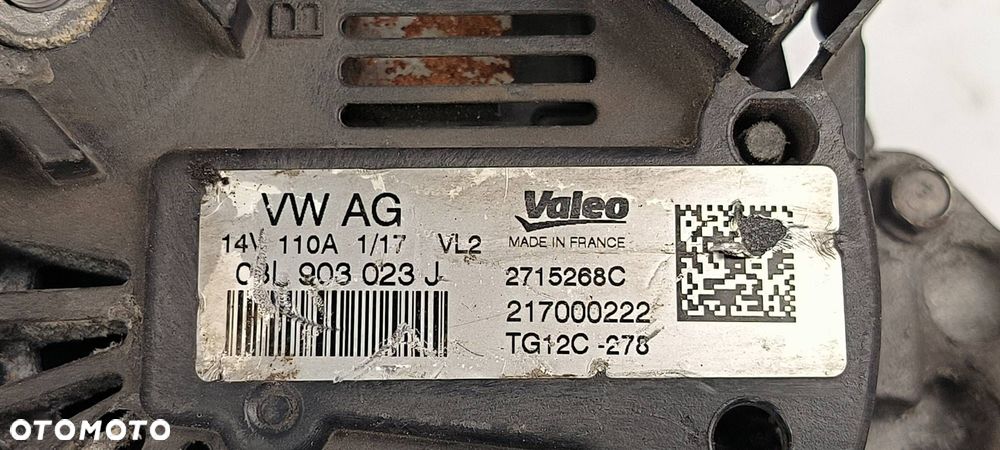 B
VW AG
14V 110A 1/17 VL2
03L 903 023 J
Valeo
MADE IN FRANCE
2715268C
217000222
TG12C -278
OTOMOTO